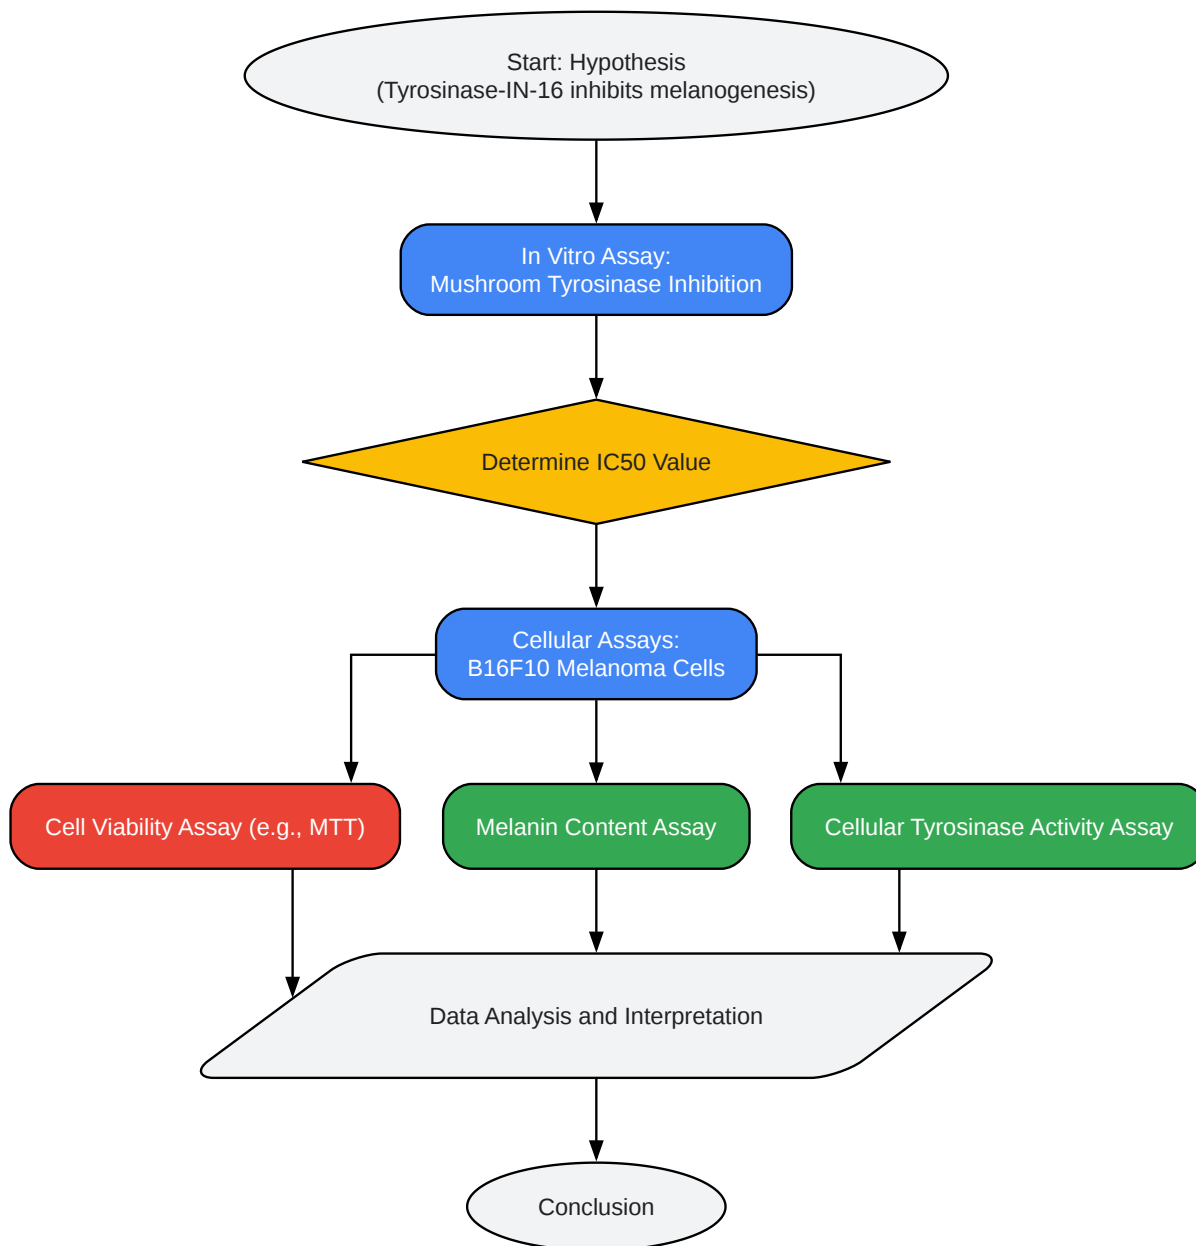 Start: Hypothesis
(Tyrosinase-IN-16 inhibits melanogenesis)
In Vitro Assay:
Mushroom Tyrosinase Inhibition
Determine IC50 Value
Cellular Assays:
B16F10 Melanoma Cells
Cell Viability Assay (e.g., MTT)
Melanin Content Assay
Cellular Tyrosinase Activity Assay
Data Analysis and Interpretation
Conclusion